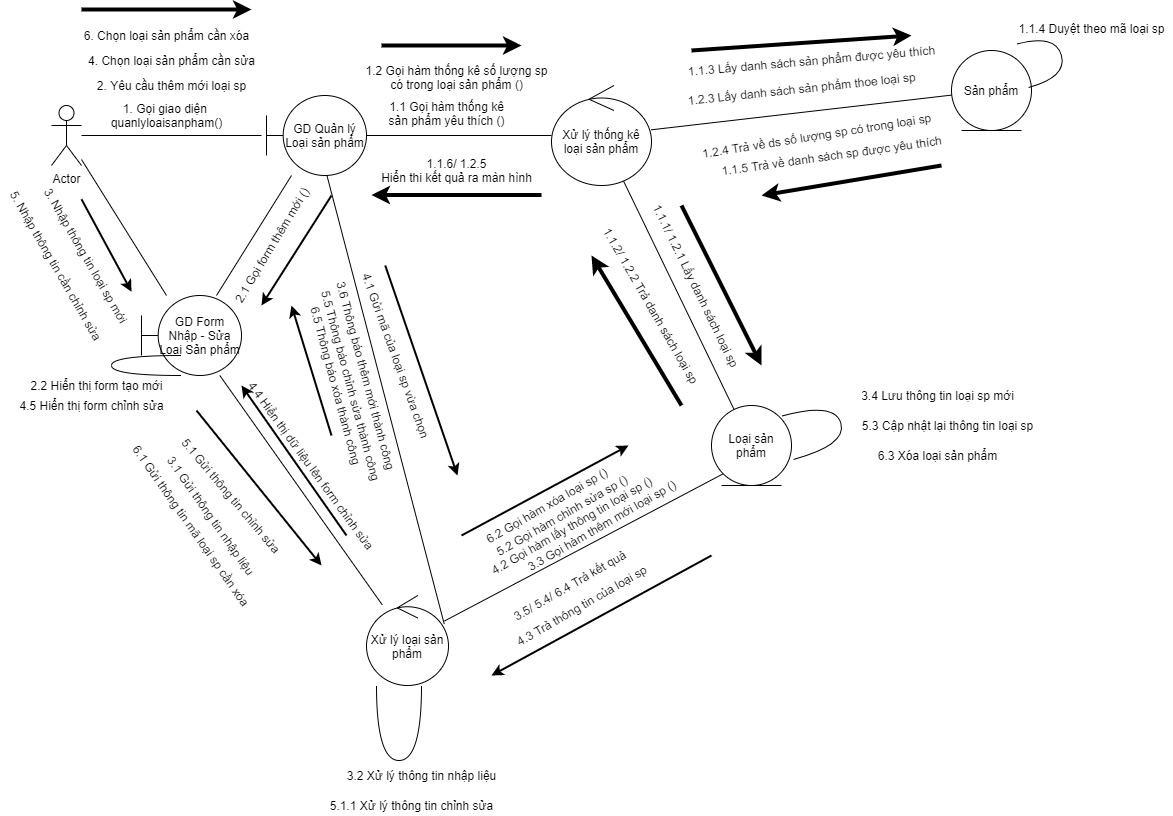 6. Chọn loại sản phẩm cần xóa
4. Chọn loại sản phẩm cần sửa
2. Yêu cầu thêm mới loại sp
1. Gọi giao diện
quanlyloaisanpham()
Actor
GD Quản lý
Loại sản phẩm
1.2 Gọi hàm thống kê số lượng sp
có trong loại sản phẩm ()
1.1 Gọi hàm thống kê
sản phẩm yêu thích ()
1.1.6/ 1.2.5
Hiển thi kết quả ra màn hình
Xử lý thống kê
loại sản phẩm
1.1.3 Lấy danh sách sản phẩm được yêu thích
1.2.3 Lấy danh sách sản phẩm thoe loại sp
Sản phẩm
1.1.4 Duyệt theo mã loại sp
1.2.4 Trả về ds số lượng sp có trong loại sp
1.1.5 Trả về danh sách sp được yêu thích
3. Nhập thông tin loại sp mới
5. Nhập thông tin cần chỉnh sửa
2.1 Gọi form thêm mới ()
GD Form
Nhập - Sửa
Loại Sản phẩm
2.2 Hiển thị form tạo mới
4.5 Hiển thị form chỉnh sửa
4.1 Gửi mã của loại sp vừa chọn
3.6 Thông báo thêm mới thành công
5.5 Thông báo chỉnh sửa thành công
6.5 Thông báo xóa thành công
4.4 Hiển thị dữ liệu lên form chỉnh sửa
5.1 Gửi thông tin chỉnh sửa
3.1 Gửi thông tin nhập liệu
6.1 Gửi thông tin mã loại sp cần xóa
1.1.1/ 1.2.1 Lấy danh sách loại sp
1.1.2/ 1.2.2 Trả danh sách loại sp
Loại sản
phẩm
3.4 Lưu thông tin loại sp mới
5.3 Cập nhật lại thông tin loại sp
6.3 Xóa loại sản phẩm
6.2 Gọi hàm xóa loại sp ()
5.2 Gọi hàm chỉnh sửa sp ()
4.2 Gọi hàm lấy thông tin loại sp ()
3.3 Gọi hàm thêm mới loại sp ()
3.5/ 5.4/ 6.4 Trả kết quả
4.3 Trả thông tin của loại sp
Xử lý loại sản
phẩm
3.2 Xử lý thông tin nhập liệu
5.1.1 Xử lý thông tin chỉnh sửa